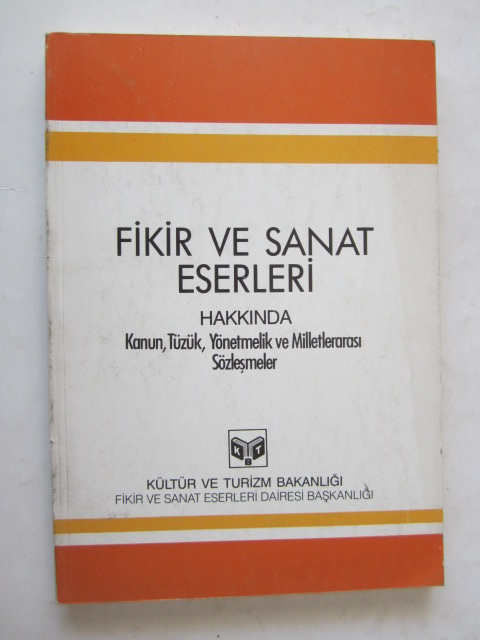 FİKİR VE SANAT
ESERLERİ
HAKKINDA
Kanun, Tüzük, Yönetmelik ve Milletlerarası
Sözleşmeler
K B T
KÜLTÜR VE TURİZM BAKANLIĞI
FİKİR VE SANAT ESERLERİ DAİRESİ BAŞKANLIĞI